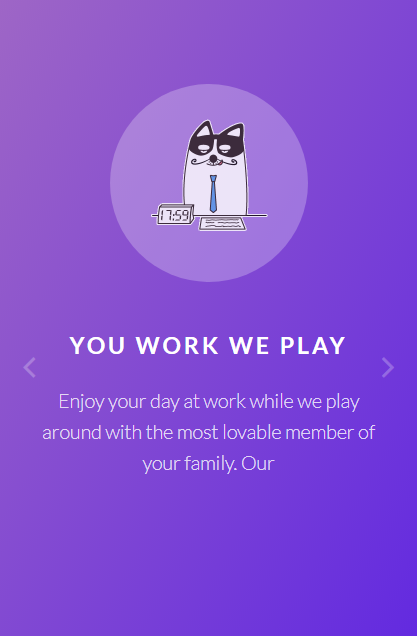 17:59
YOU WORK WE PLAY
Enjoy your day at work while we play
around with the most lovable member of
your family. Our